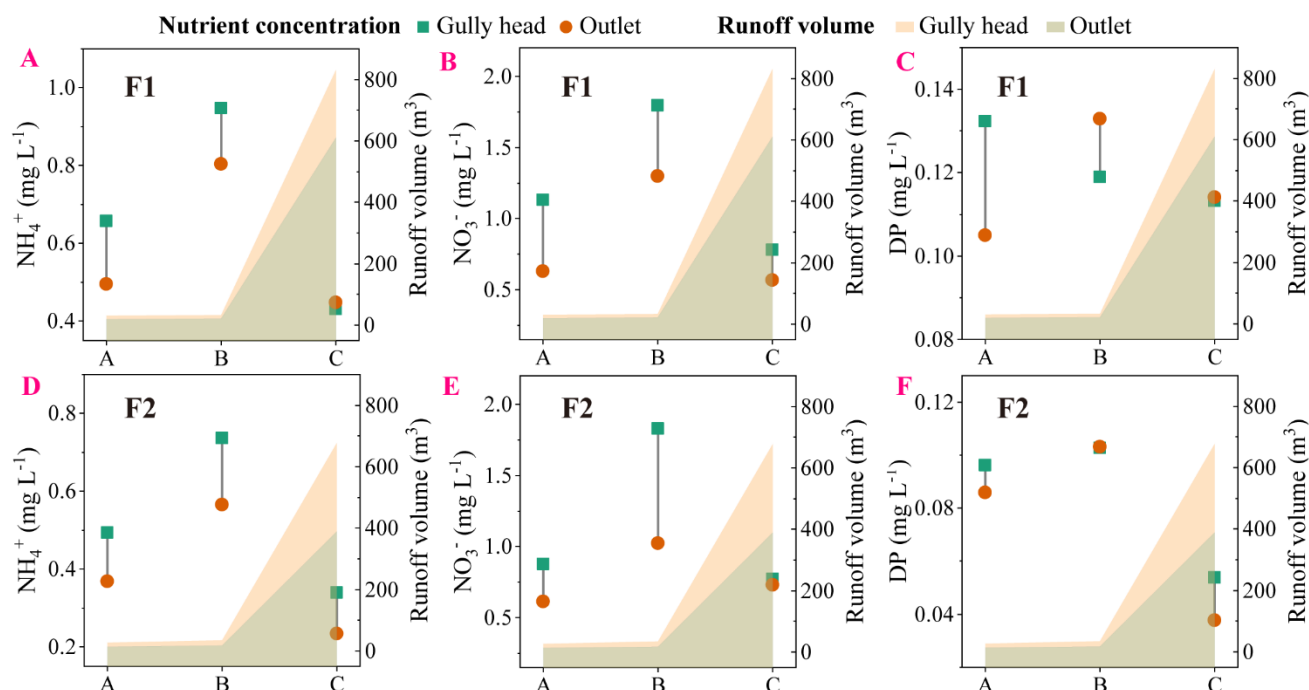 Nutrient concentration Gully head Outlet Runoff volume Gully head Outlet
A
F1
NH₄⁺ (mg L⁻¹)
1.0
0.8
0.6
0.4
800
600
400
200
0
Runoff volume (m³)
A B C
B
F1
NO₃⁻ (mg L⁻¹)
2.0
1.5
1.0
0.5
800
600
400
200
0
Runoff volume (m³)
A B C
C
F1
DP (mg L⁻¹)
0.14
0.12
0.10
0.08
800
600
400
200
0
Runoff volume (m³)
A B C
D
F2
NH₄⁺ (mg L⁻¹)
0.8
0.6
0.4
0.2
800
600
400
200
0
Runoff volume (m³)
A B C
E
F2
NO₃⁻ (mg L⁻¹)
2.0
1.5
1.0
0.5
800
600
400
200
0
Runoff volume (m³)
A B C
F
F2
DP (mg L⁻¹)
0.12
0.08
0.04
800
600
400
200
0
Runoff volume (m³)
A B C